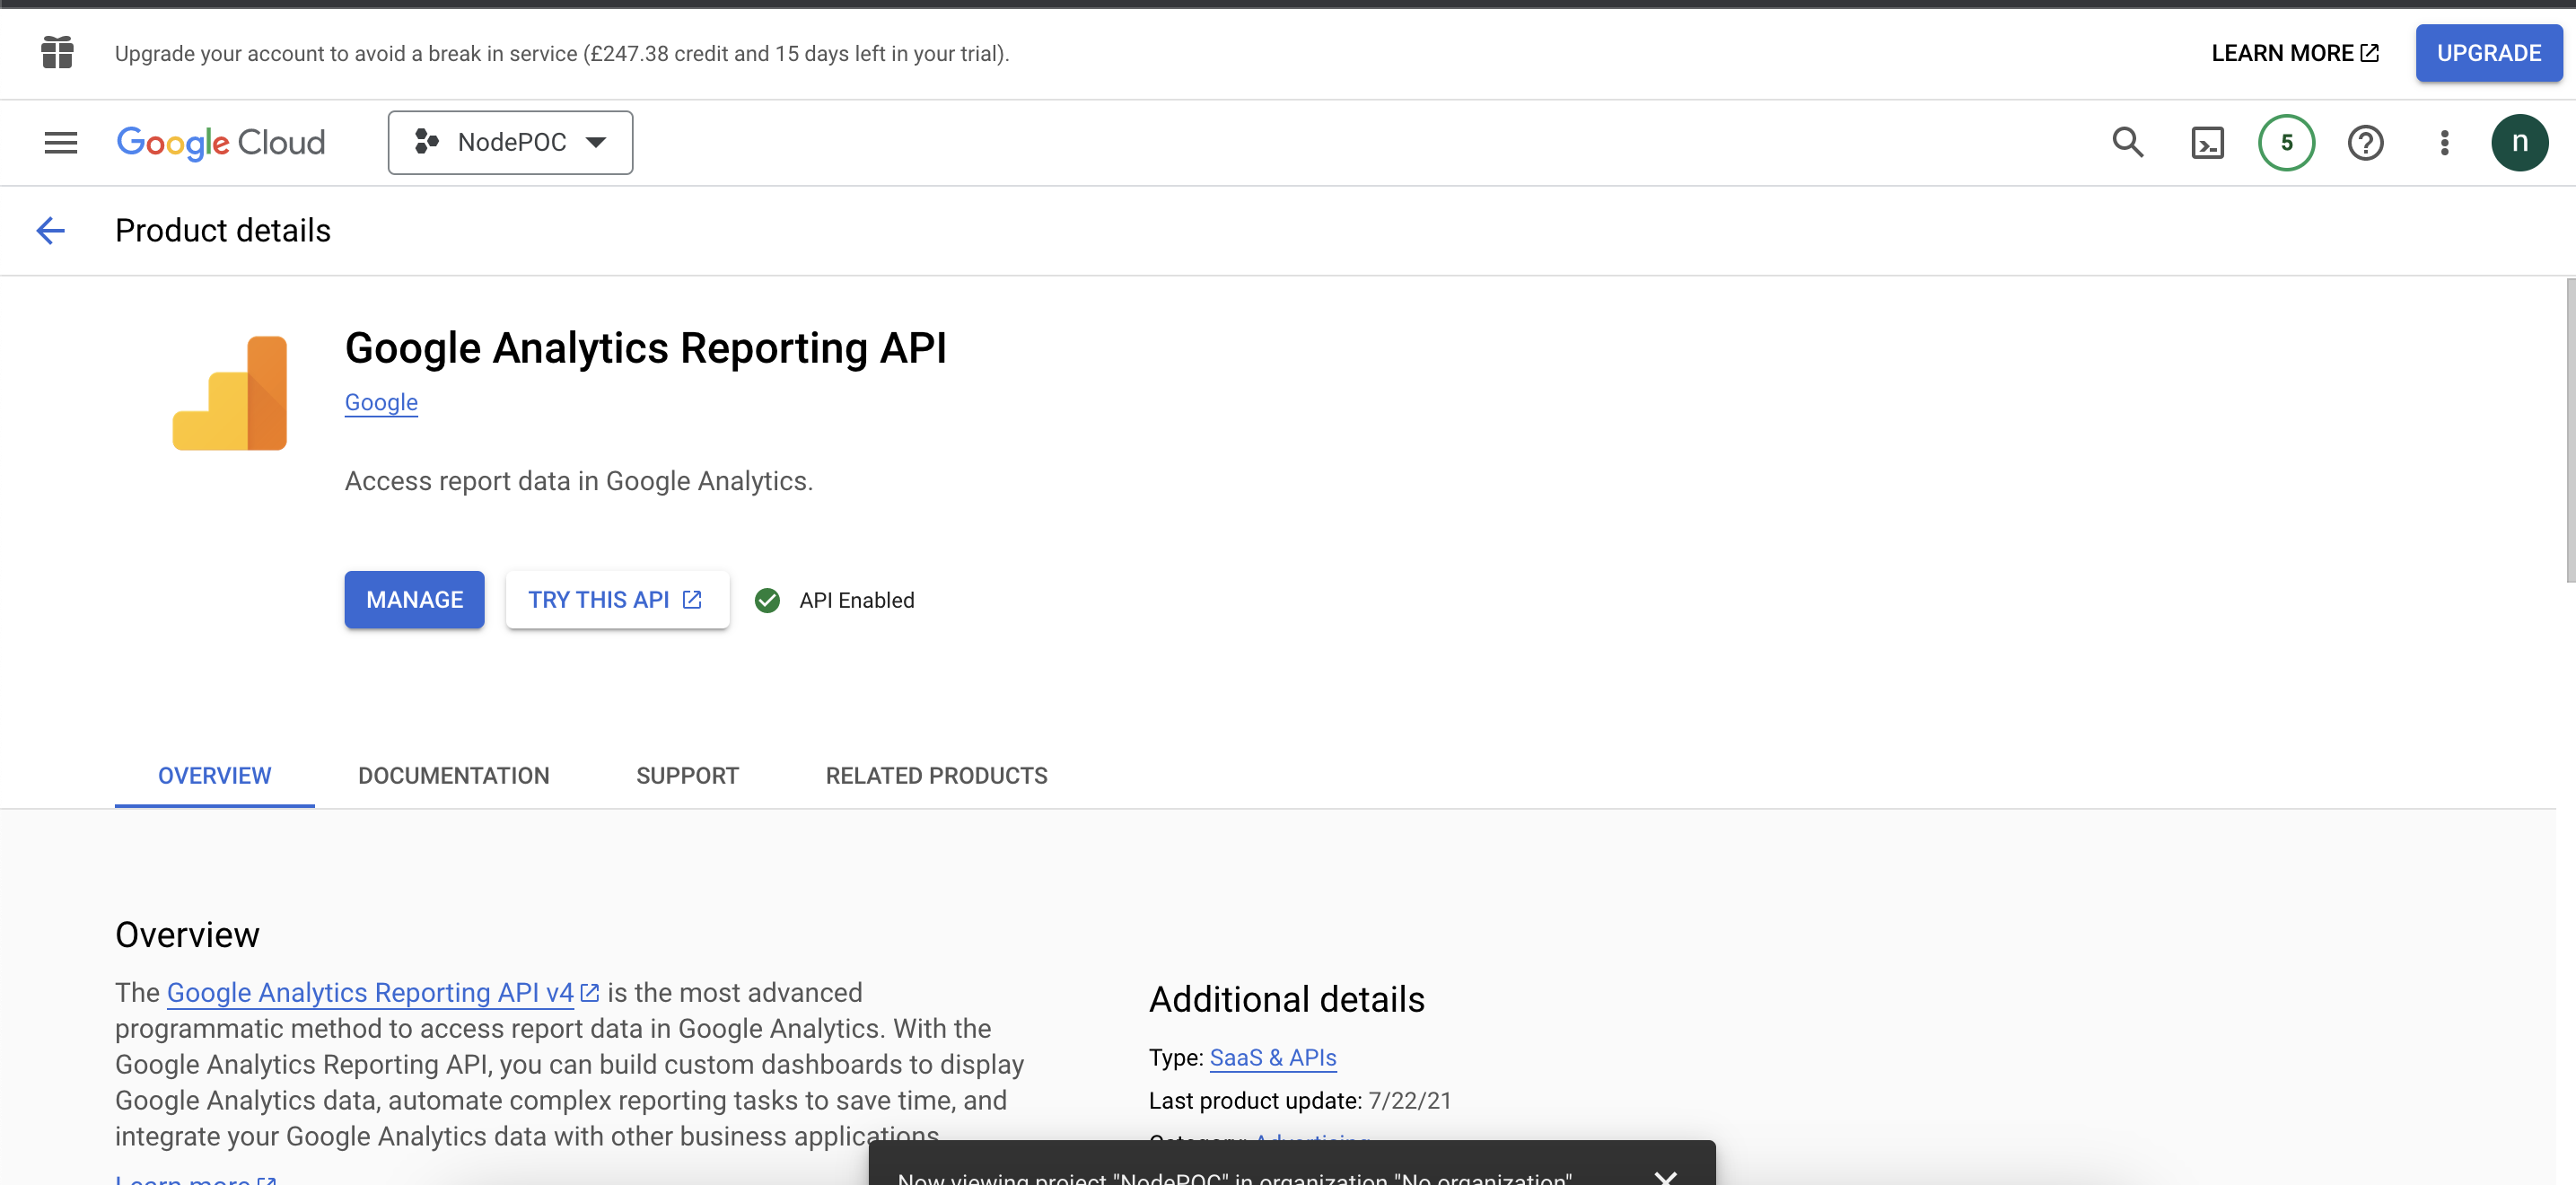 Upgrade your account to avoid a break in service (£247.38 credit and 15 days left in your trial).
LEARN MORE
UPGRADE
Google Cloud
NodePOC
5
n
Product details
Google Analytics Reporting API
Google
Access report data in Google Analytics.
MANAGE
TRY THIS API
API Enabled
OVERVIEW
DOCUMENTATION
SUPPORT
RELATED PRODUCTS
Overview
The Google Analytics Reporting API v4 is the most advanced
programmatic method to access report data in Google Analytics. With the
Google Analytics Reporting API, you can build custom dashboards to display
Google Analytics data, automate complex reporting tasks to save time, and
integrate your Google Analytics data with other business applications
Learn more
Additional details
Type: SaaS & APIs
Last product update: 7/22/21
Category: Advertising
Now viewing project "NodePOC" in organization "No organization"